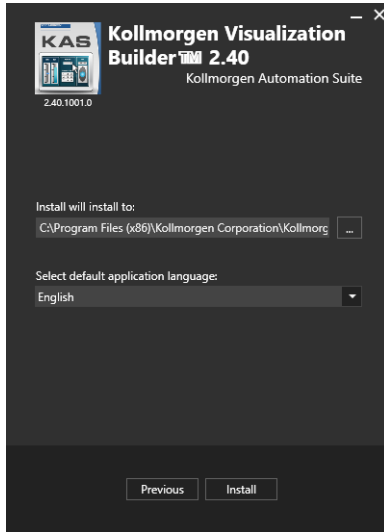 KAS
Kollmorgen Visualization
Builder™ 2.40
Kollmorgen Automation Suite
2.40.1001.0
Install will install to:
C:\Program Files (x86)\Kollmorgen Corporation\Kollmorg
...
Select default application language:
English
Previous
Install